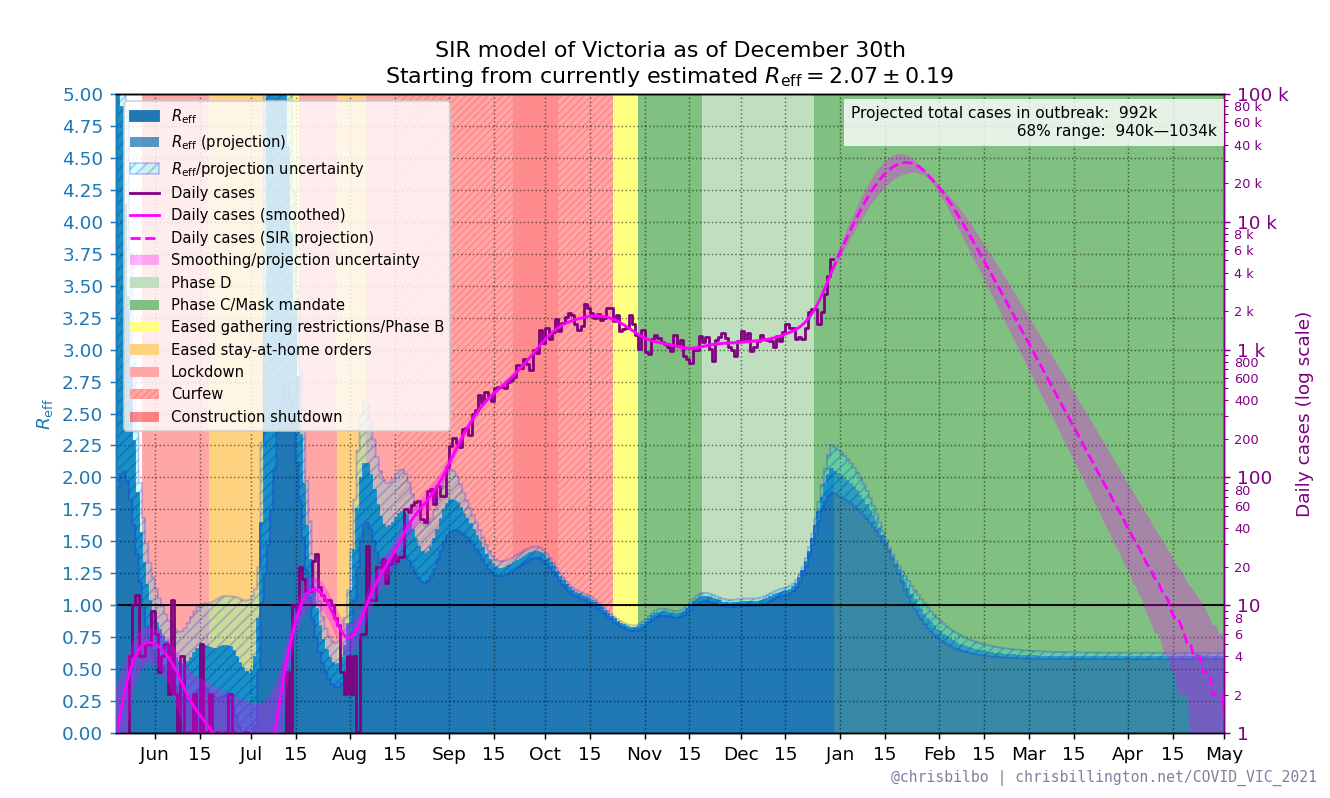 SIR model of Victoria as of December 30th
Starting from currently estimated R_eff = 2.07 ± 0.19
Projected total cases in outbreak: 992k
68% range: 940k—1034k
R_eff
R_eff (projection)
R_eff/projection uncertainty
Daily cases
Daily cases (smoothed)
Daily cases (SIR projection)
Smoothing/projection uncertainty
Phase D
Phase C/Mask mandate
Eased gathering restrictions/Phase B
Eased stay-at-home orders
Lockdown
Curfew
Construction shutdown
R_eff
5.00
4.75
4.50
4.25
4.00
3.75
3.50
3.25
3.00
2.75
2.50
2.25
2.00
1.75
1.50
1.25
1.00
0.75
0.50
0.25
0.00
100 k
80 k
60 k
40 k
20 k
10 k
8 k
6 k
4 k
2 k
1 k
800
600
400
200
100
80
60
40
20
10
8
6
4
2
1
Daily cases (log scale)
Jun 15 Jul 15 Aug 15 Sep 15 Oct 15 Nov 15 Dec 15 Jan 15 Feb 15 Mar 15 Apr 15 May
@chrisbilbo | chrisbillington.net/COVID_VIC_2021